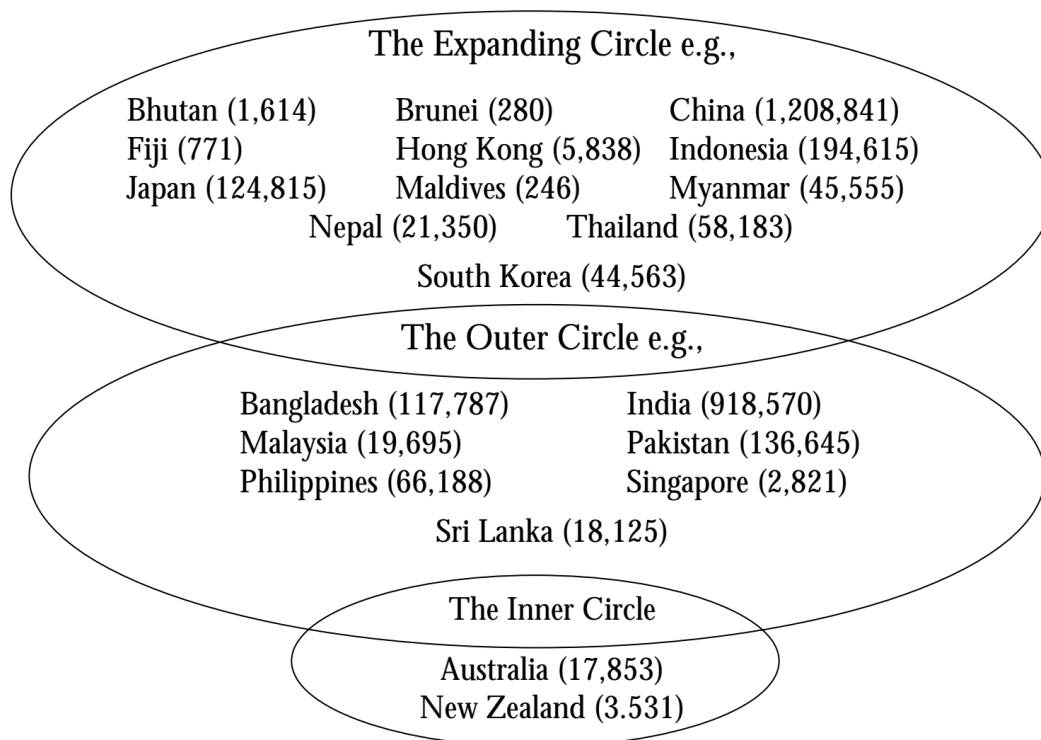 The Expanding Circle e.g.,
Bhutan (1,614) Brunei (280) China (1,208,841)
Fiji (771) Hong Kong (5,838) Indonesia (194,615)
Japan (124,815) Maldives (246) Myanmar (45,555)
Nepal (21,350) Thailand (58,183)
South Korea (44,563)
The Outer Circle e.g.,
Bangladesh (117,787) India (918,570)
Malaysia (19,695) Pakistan (136,645)
Philippines (66,188) Singapore (2,821)
Sri Lanka (18,125)
The Inner Circle
Australia (17,853)
New Zealand (3.531)